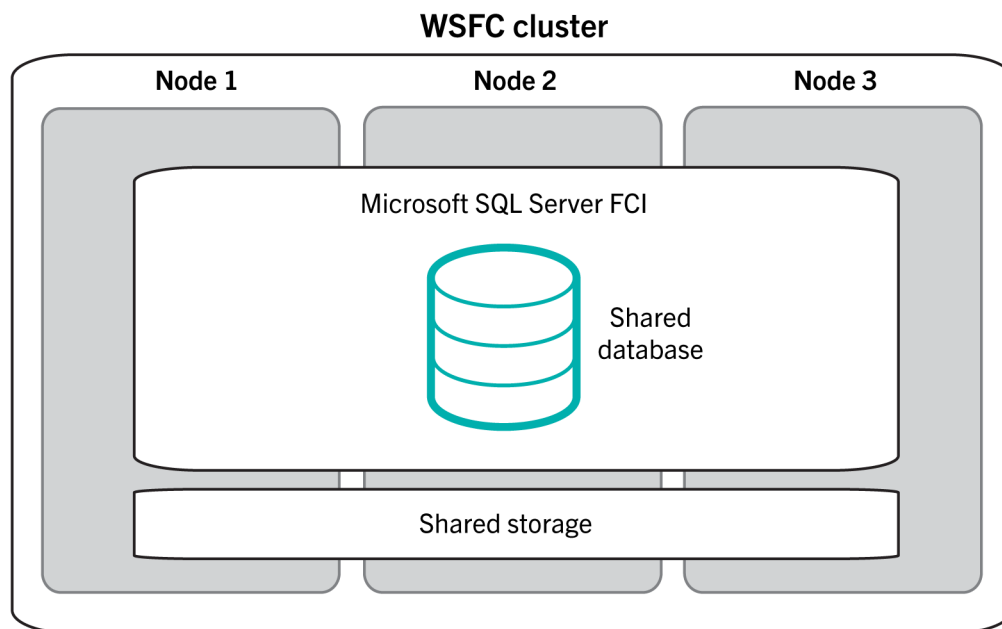 WSFC cluster
Node 1
Node 2
Node 3
Microsoft SQL Server FCI
Shared
database
Shared storage